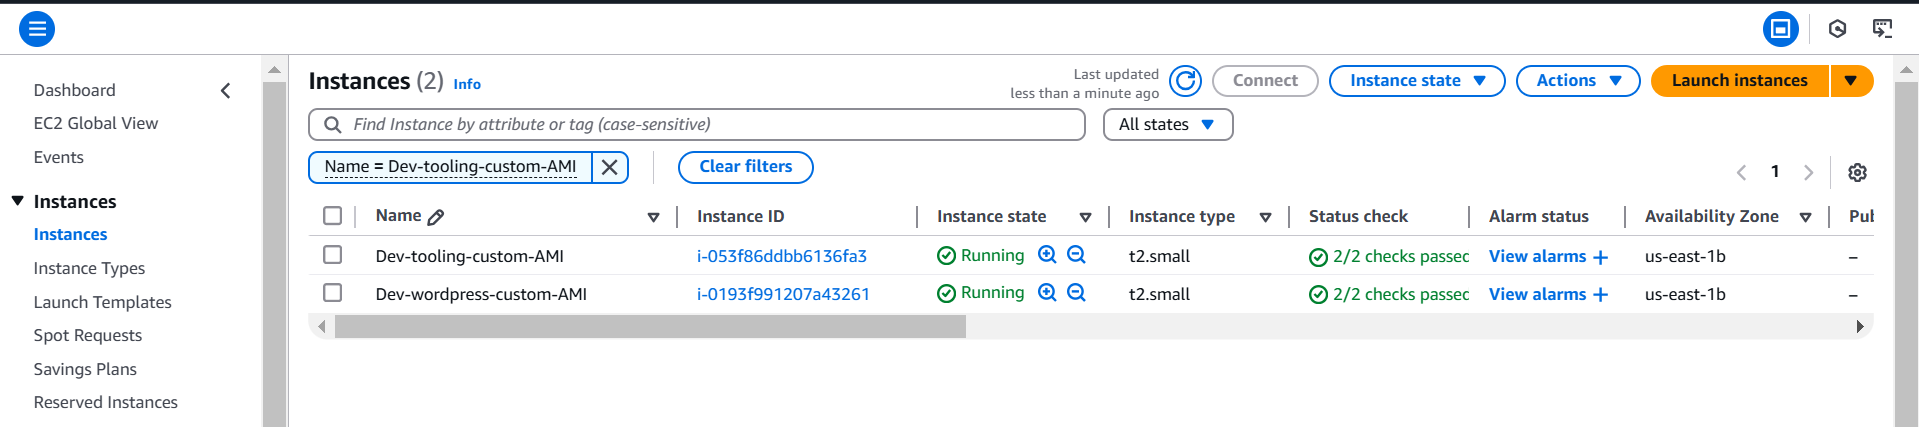 Dashboard
EC2 Global View
Events
Instances
Instances
Instance Types
Launch Templates
Spot Requests
Savings Plans
Reserved Instances
Instances (2) Info
Last updated
less than a minute ago
Connect
Instance state
Actions
Launch instances
Find Instance by attribute or tag (case-sensitive)
All states
Name = Dev-tooling-custom-AMI
Clear filters
1
Name Instance ID Instance state Instance type Status check Alarm status Availability Zone Pu
Dev-tooling-custom-AMI i-053f86ddbb6136fa3 Running t2.small 2/2 checks passed View alarms + us-east-1b –
Dev-wordpress-custom-AMI i-0193f991207a43261 Running t2.small 2/2 checks passed View alarms + us-east-1b –